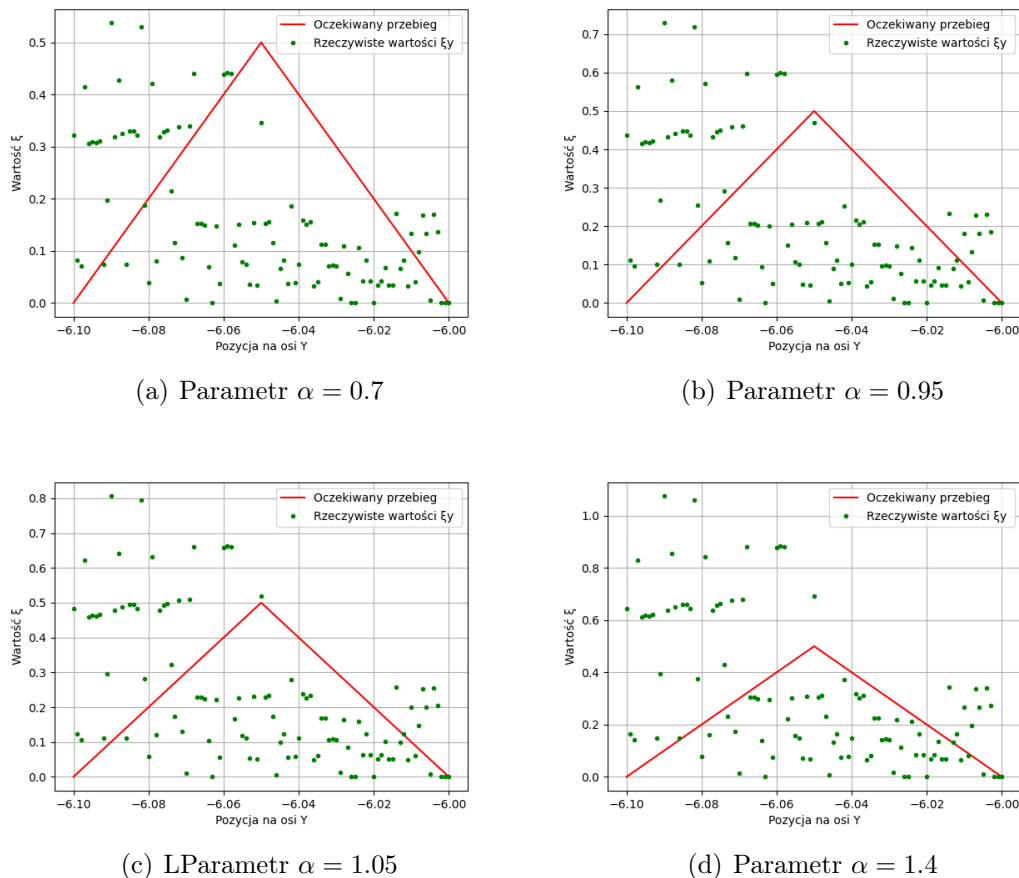 Oczekiwany przebieg
Rzeczywiste wartości ξy
0.5
0.4
0.3
0.2
0.1
0.0
Wartość ξ
−6.10
−6.08
−6.06
−6.04
−6.02
−6.00
Pozycja na osi Y
(a) Parametr α = 0.7
Oczekiwany przebieg
Rzeczywiste wartości ξy
0.7
0.6
0.5
0.4
0.3
0.2
0.1
0.0
Wartość ξ
−6.10
−6.08
−6.06
−6.04
−6.02
−6.00
Pozycja na osi Y
(b) Parametr α = 0.95
Oczekiwany przebieg
Rzeczywiste wartości ξy
0.8
0.7
0.6
0.5
0.4
0.3
0.2
0.1
0.0
Wartość ξ
−6.10
−6.08
−6.06
−6.04
−6.02
−6.00
Pozycja na osi Y
(c) LParametr α = 1.05
Oczekiwany przebieg
Rzeczywiste wartości ξy
1.0
0.8
0.6
0.4
0.2
0.0
Wartość ξ
−6.10
−6.08
−6.06
−6.04
−6.02
−6.00
Pozycja na osi Y
(d) Parametr α = 1.4